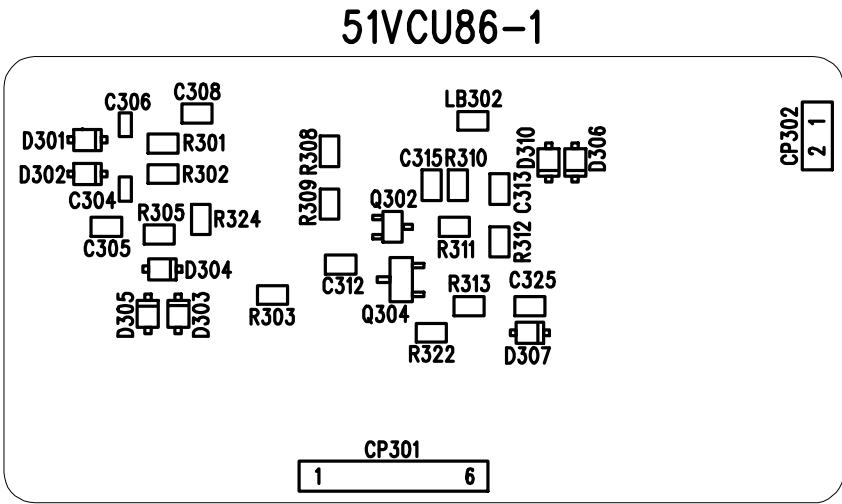 51VCU86-1
C306
C308
LB302
D301
R301
R308
D310
D306
CP302
1
2
D302
R302
C315
R310
C313
C304
R309
Q302
R305
R324
C305
R311
R312
D304
C312
R313
C325
D305
D303
R303
Q304
R322
D307
CP301
1
6